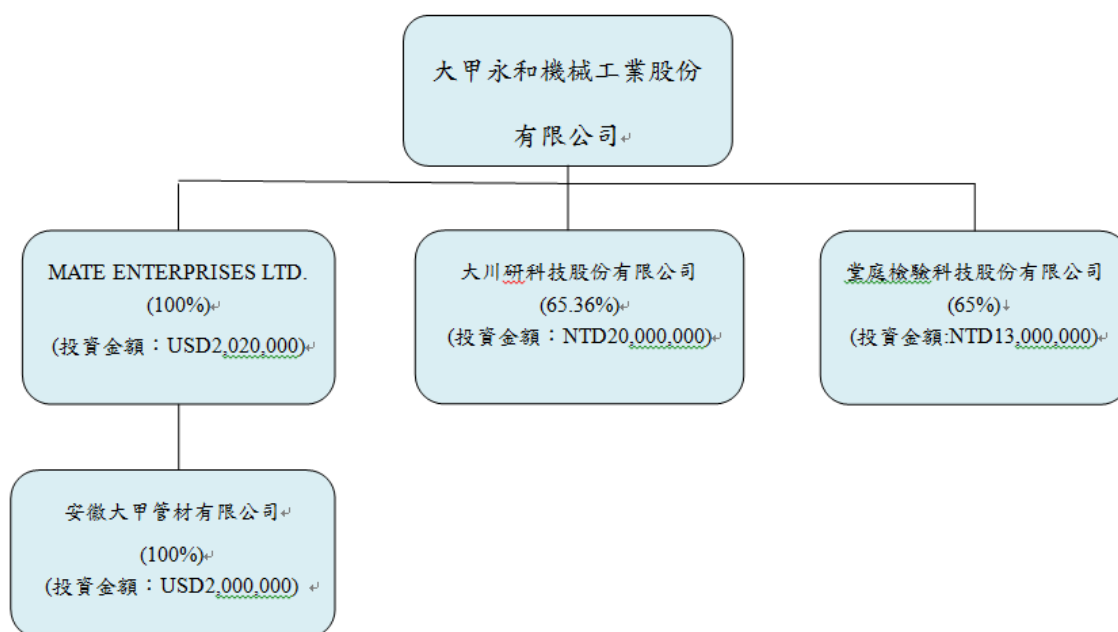 大甲永和機械工業股份
有限公司
MATE ENTERPRISES LTD.
(100%)
(投資金額：USD2,020,000)
大川研科技股份有限公司
(65.36%)
(投資金額：NTD20,000,000)
堂庭檢驗科技股份有限公司
(65%)
(投資金額:NTD13,000,000)
安徽大甲管材有限公司
(100%)
(投資金額：USD2,000,000)